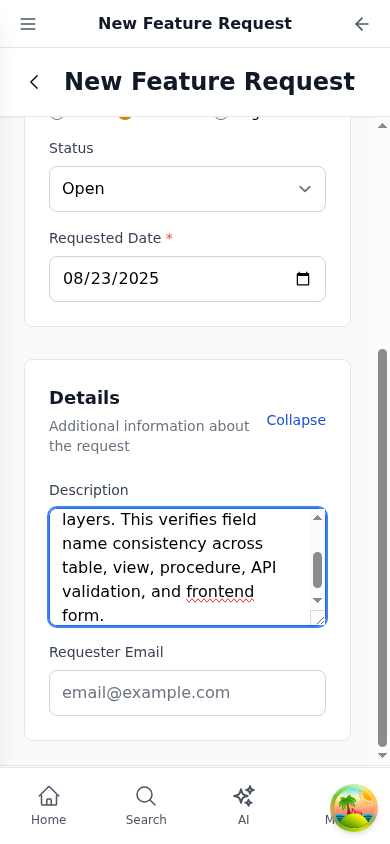 New Feature Request
New Feature Request
Status
Open
Requested Date *
08/23/2025
Details
Additional information about
the request
Collapse
Description
layers. This verifies field
name consistency across
table, view, procedure, API
validation, and frontend
form.
Requester Email
email@example.com
Home
Search
AI